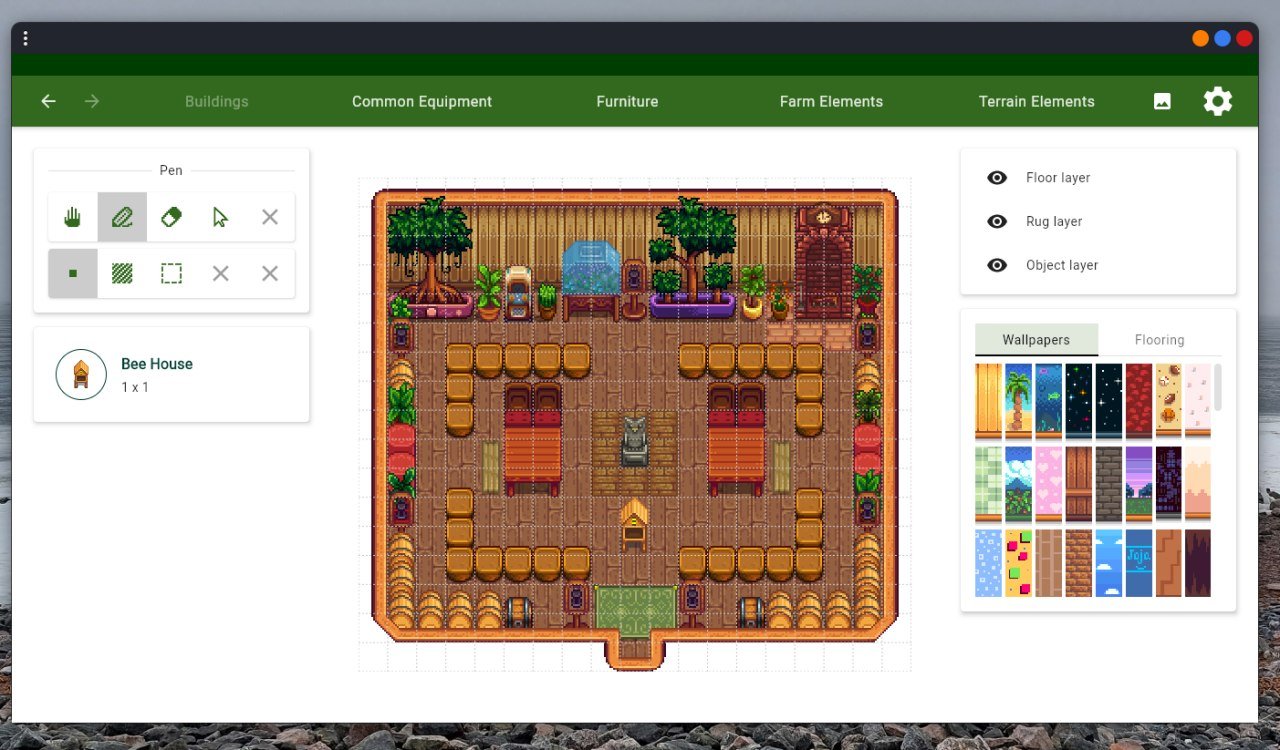 Buildings
Common Equipment
Furniture
Farm Elements
Terrain Elements
Pen
Bee House
1 x 1
Floor layer
Rug layer
Object layer
Wallpapers
Flooring
Joja